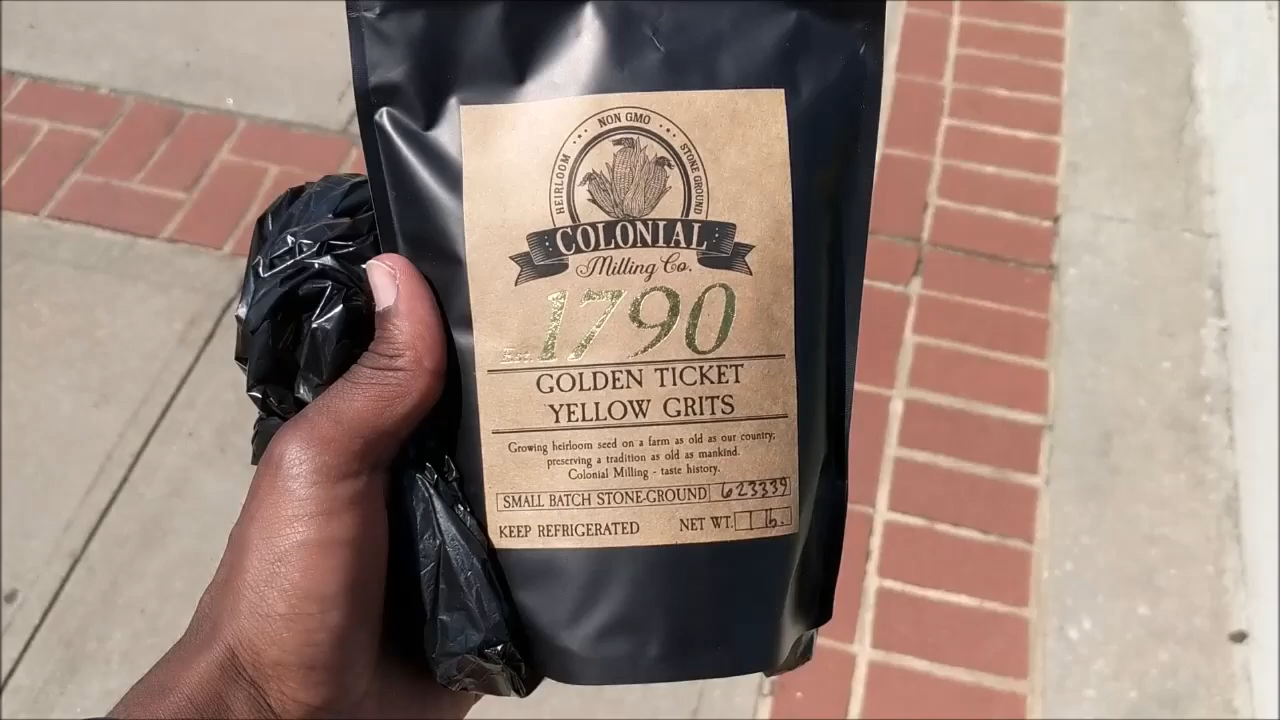 NON GMO
HEIRLOOM
STONE GROUND
COLONIAL
Milling Co.
Est. 1790
GOLDEN TICKET
YELLOW GRITS
Growing heirloom seed on a farm as old as our country,
preserving a tradition as old as mankind.
Colonial Milling - taste history.
SMALL BATCH STONE-GROUND 623339
KEEP REFRIGERATED NET WT. 1 lb.